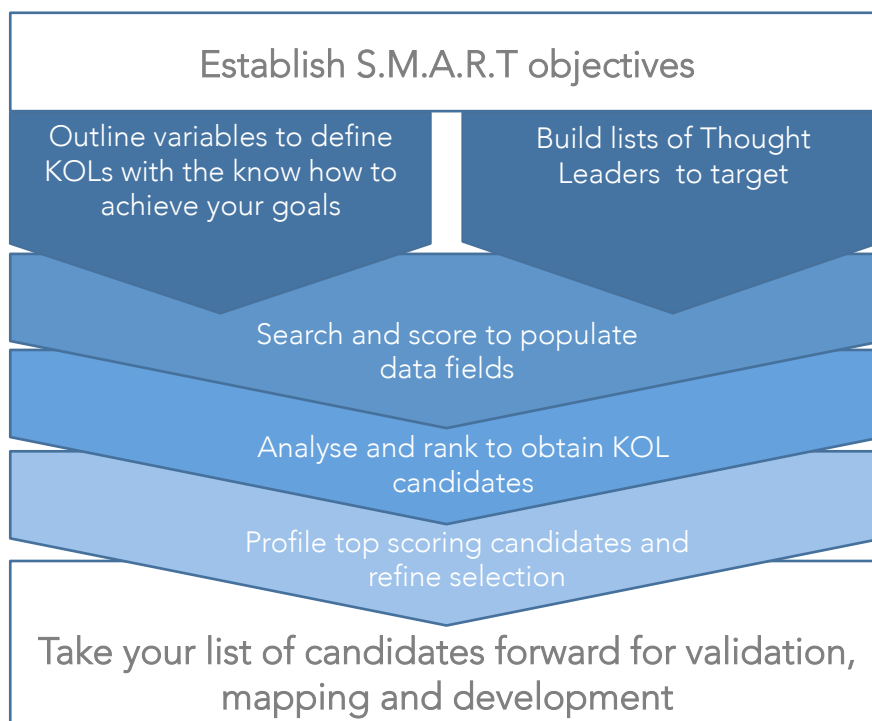 Establish S.M.A.R.T objectives
Outline variables to define
KOLs with the know how to
achieve your goals
Build lists of Thought
Leaders to target
Search and score to populate
data fields
Analyse and rank to obtain KOL
candidates
Profile top scoring candidates and
refine selection
Take your list of candidates forward for validation,
mapping and development